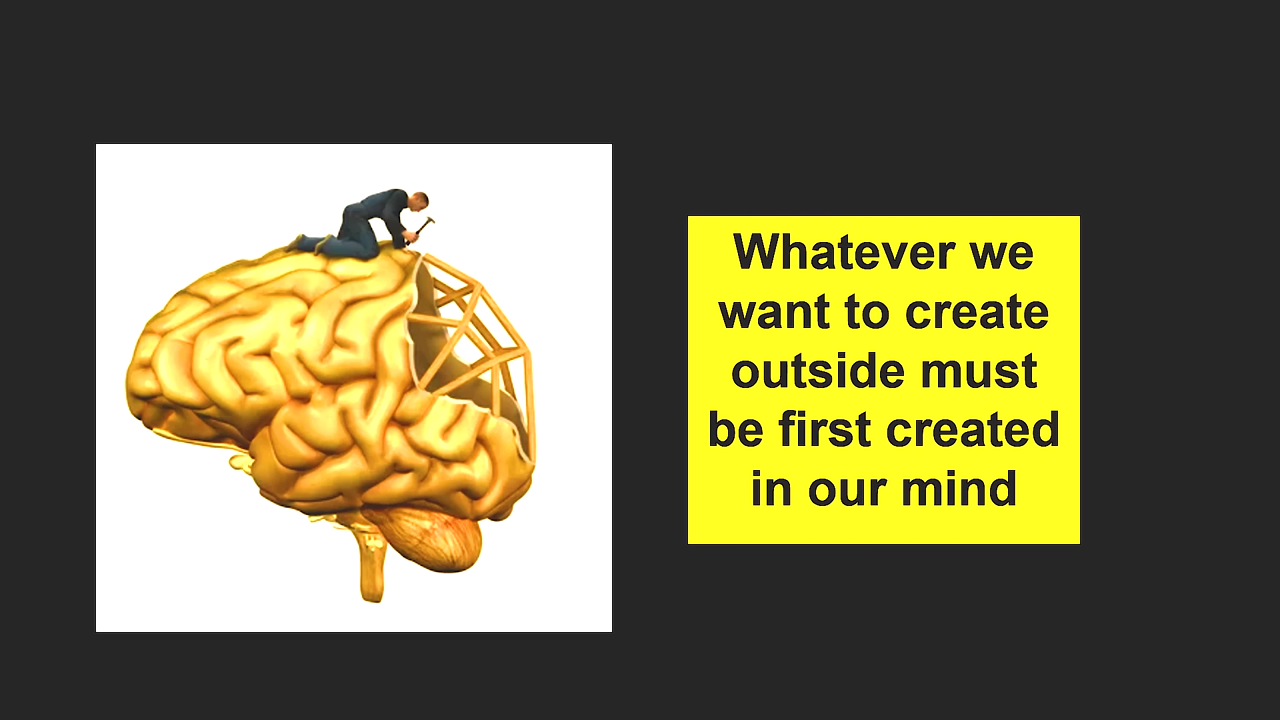 Whatever we
want to create
outside must
be first created
in our mind